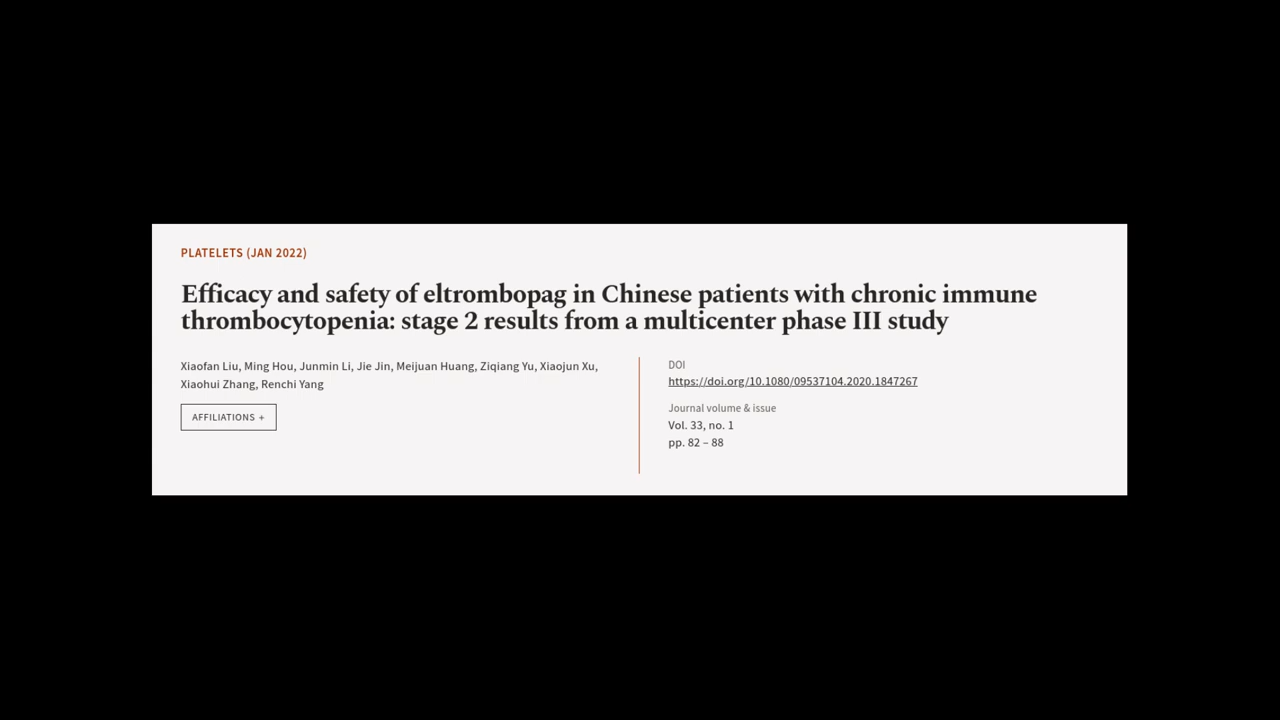 PLATELETS (JAN 2022)
Efficacy and safety of eltrombopag in Chinese patients with chronic immune
thrombocytopenia: stage 2 results from a multicenter phase III study
Xiaofan Liu, Ming Hou, Junmin Li, Jie Jin, Meijuan Huang, Ziqiang Yu, Xiaojun Xu,
Xiaohui Zhang, Renchi Yang
AFFILIATIONS +
DOI
https://doi.org/10.1080/09537104.2020.1847267
Journal volume & issue
Vol. 33, no. 1
pp. 82 – 88